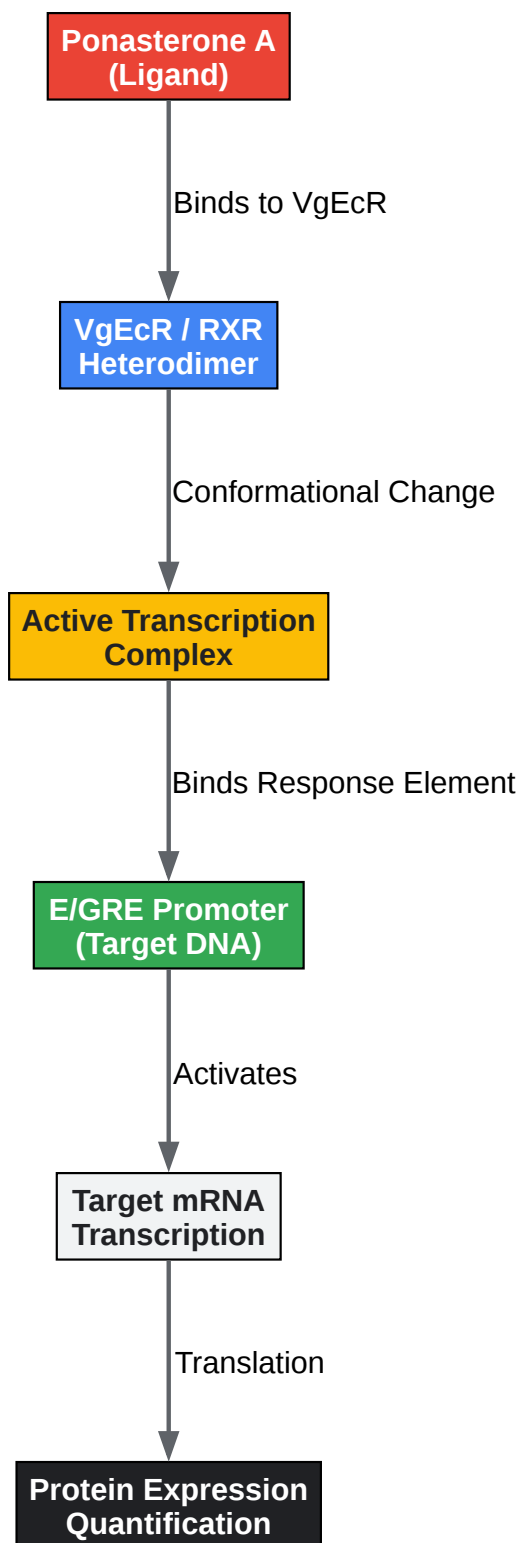 Ponasterone A
(Ligand)
Binds to VgEcR
VgEcR / RXR
Heterodimer
Conformational Change
Active Transcription
Complex
Binds Response Element
E/GRE Promoter
(Target DNA)
Activates
Target mRNA
Transcription
Translation
Protein Expression
Quantification